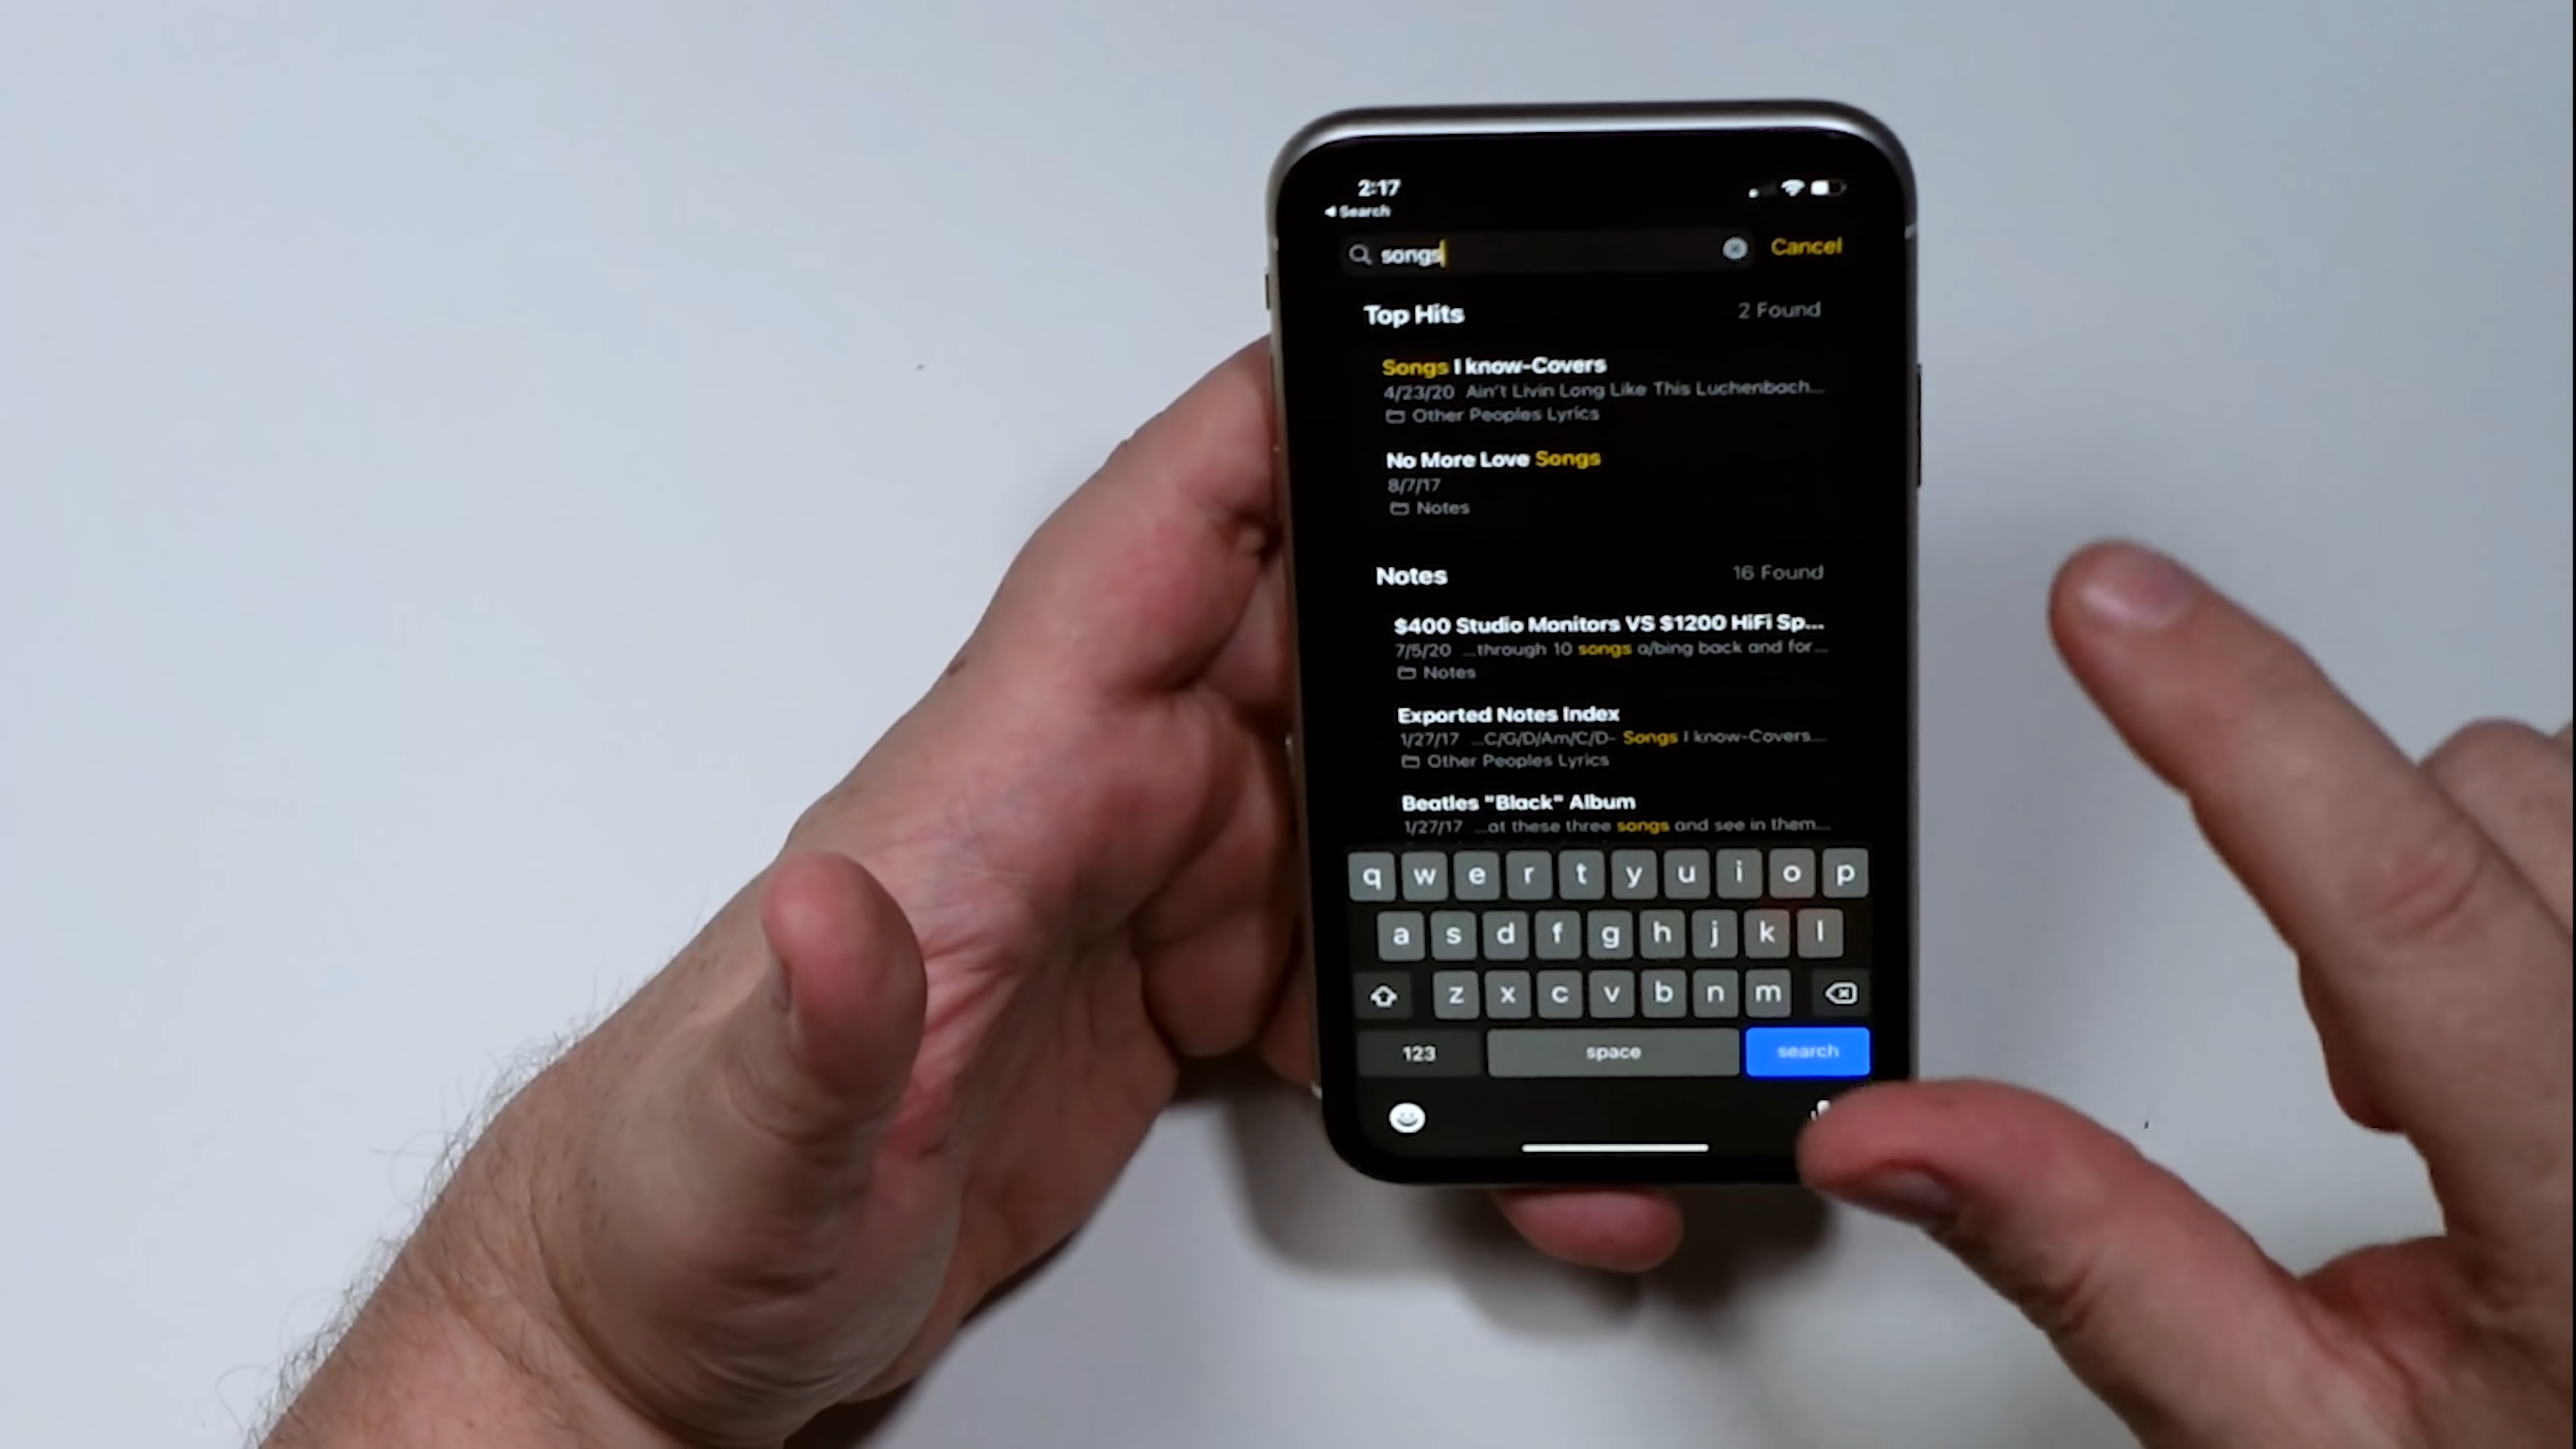 2:17
Search
songs
Cancel
Top Hits
2 Found
Songs I know-Covers
4/23/20 Ain't Livin Long Like This Luchenbach...
Other Peoples Lyrics
No More Love Songs
8/7/17
Notes
Notes
16 Found
$400 Studio Monitors VS $1200 HiFi Sp...
7/5/20 ...through 10 songs a/bing back and for...
Notes
Exported Notes Index
1/27/17 ...C/G/D/Am/C/D- Songs I know-Covers...
Other Peoples Lyrics
Beatles "Black" Album
1/27/17 ...at these three songs and see in them...
q w e r t y u i o p
a s d f g h j k l
z x c v b n m
123 space search